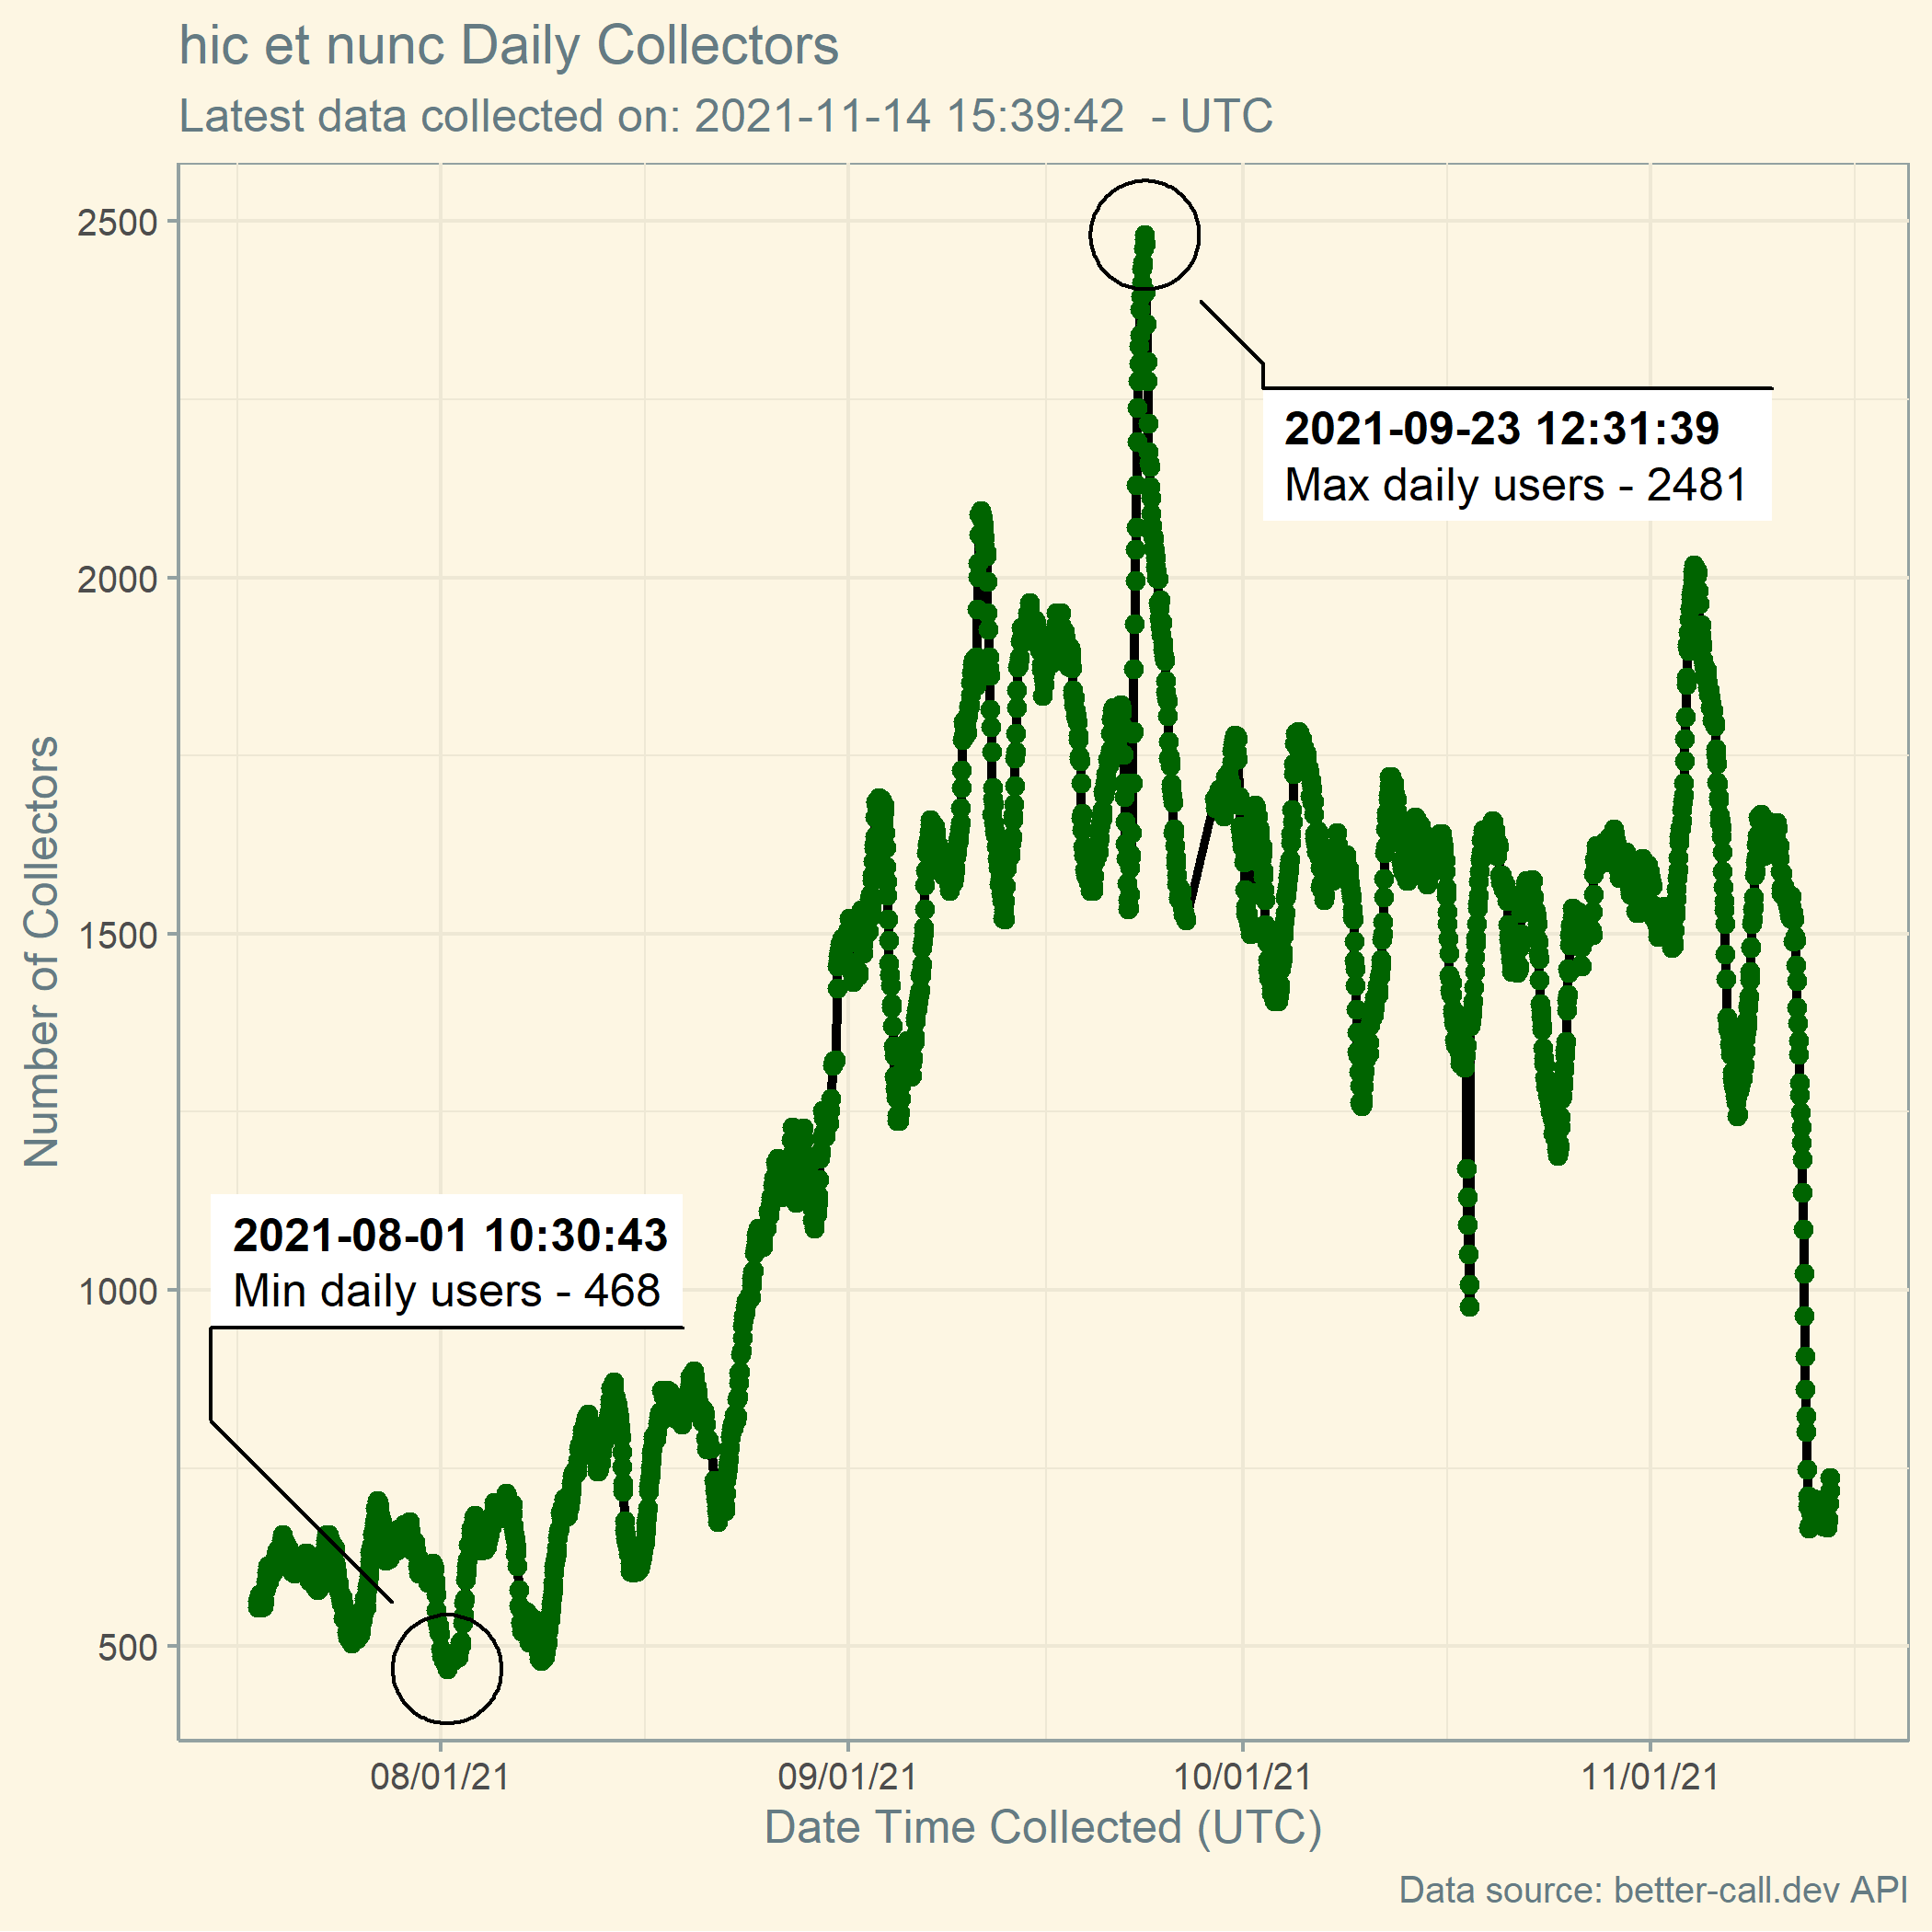 hic et nunc Daily Collectors
Latest data collected on: 2021-11-14 15:39:42  - UTC
2500
2000
1500
1000
500
Number of Collectors
2021-09-23 12:31:39
Max daily users - 2481
2021-08-01 10:30:43
Min daily users - 468
08/01/21
09/01/21
10/01/21
11/01/21
Date Time Collected (UTC)
Data source: better-call.dev API